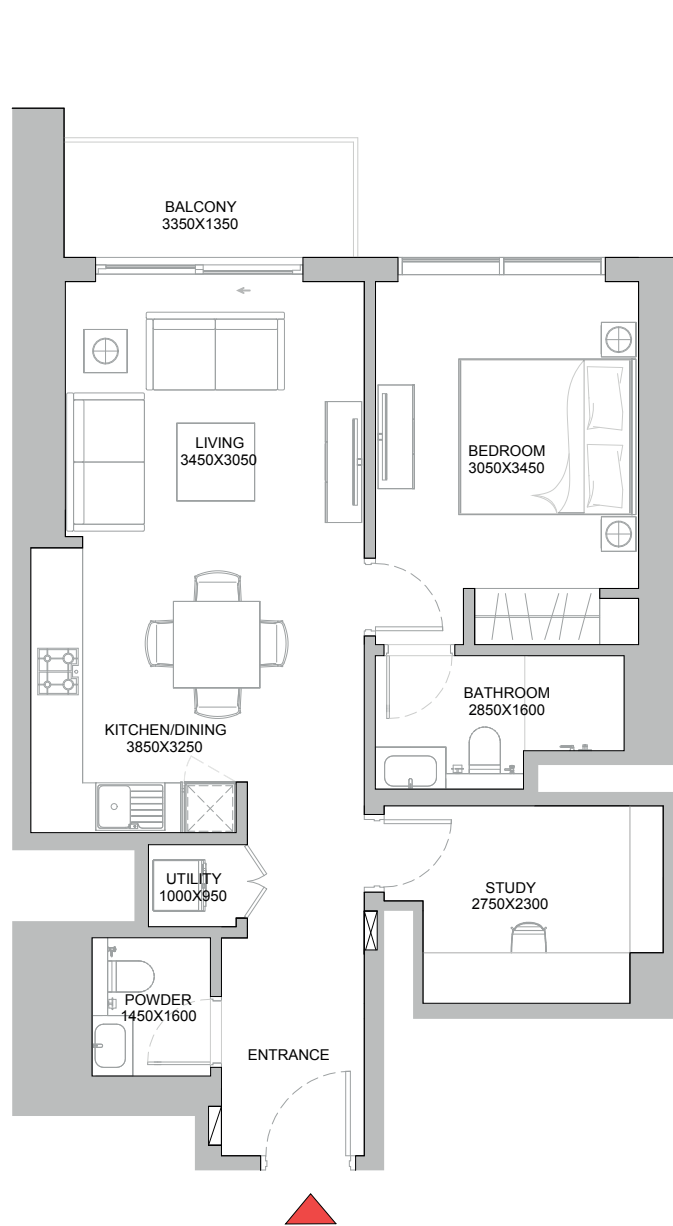 BALCONY
3350X1350
LIVING
3450X3050
BEDROOM
3050X3450
KITCHEN/DINING
3850X3250
BATHROOM
2850X1600
UTILITY
1000X950
STUDY
2750X2300
POWDER
1450X1600
ENTRANCE